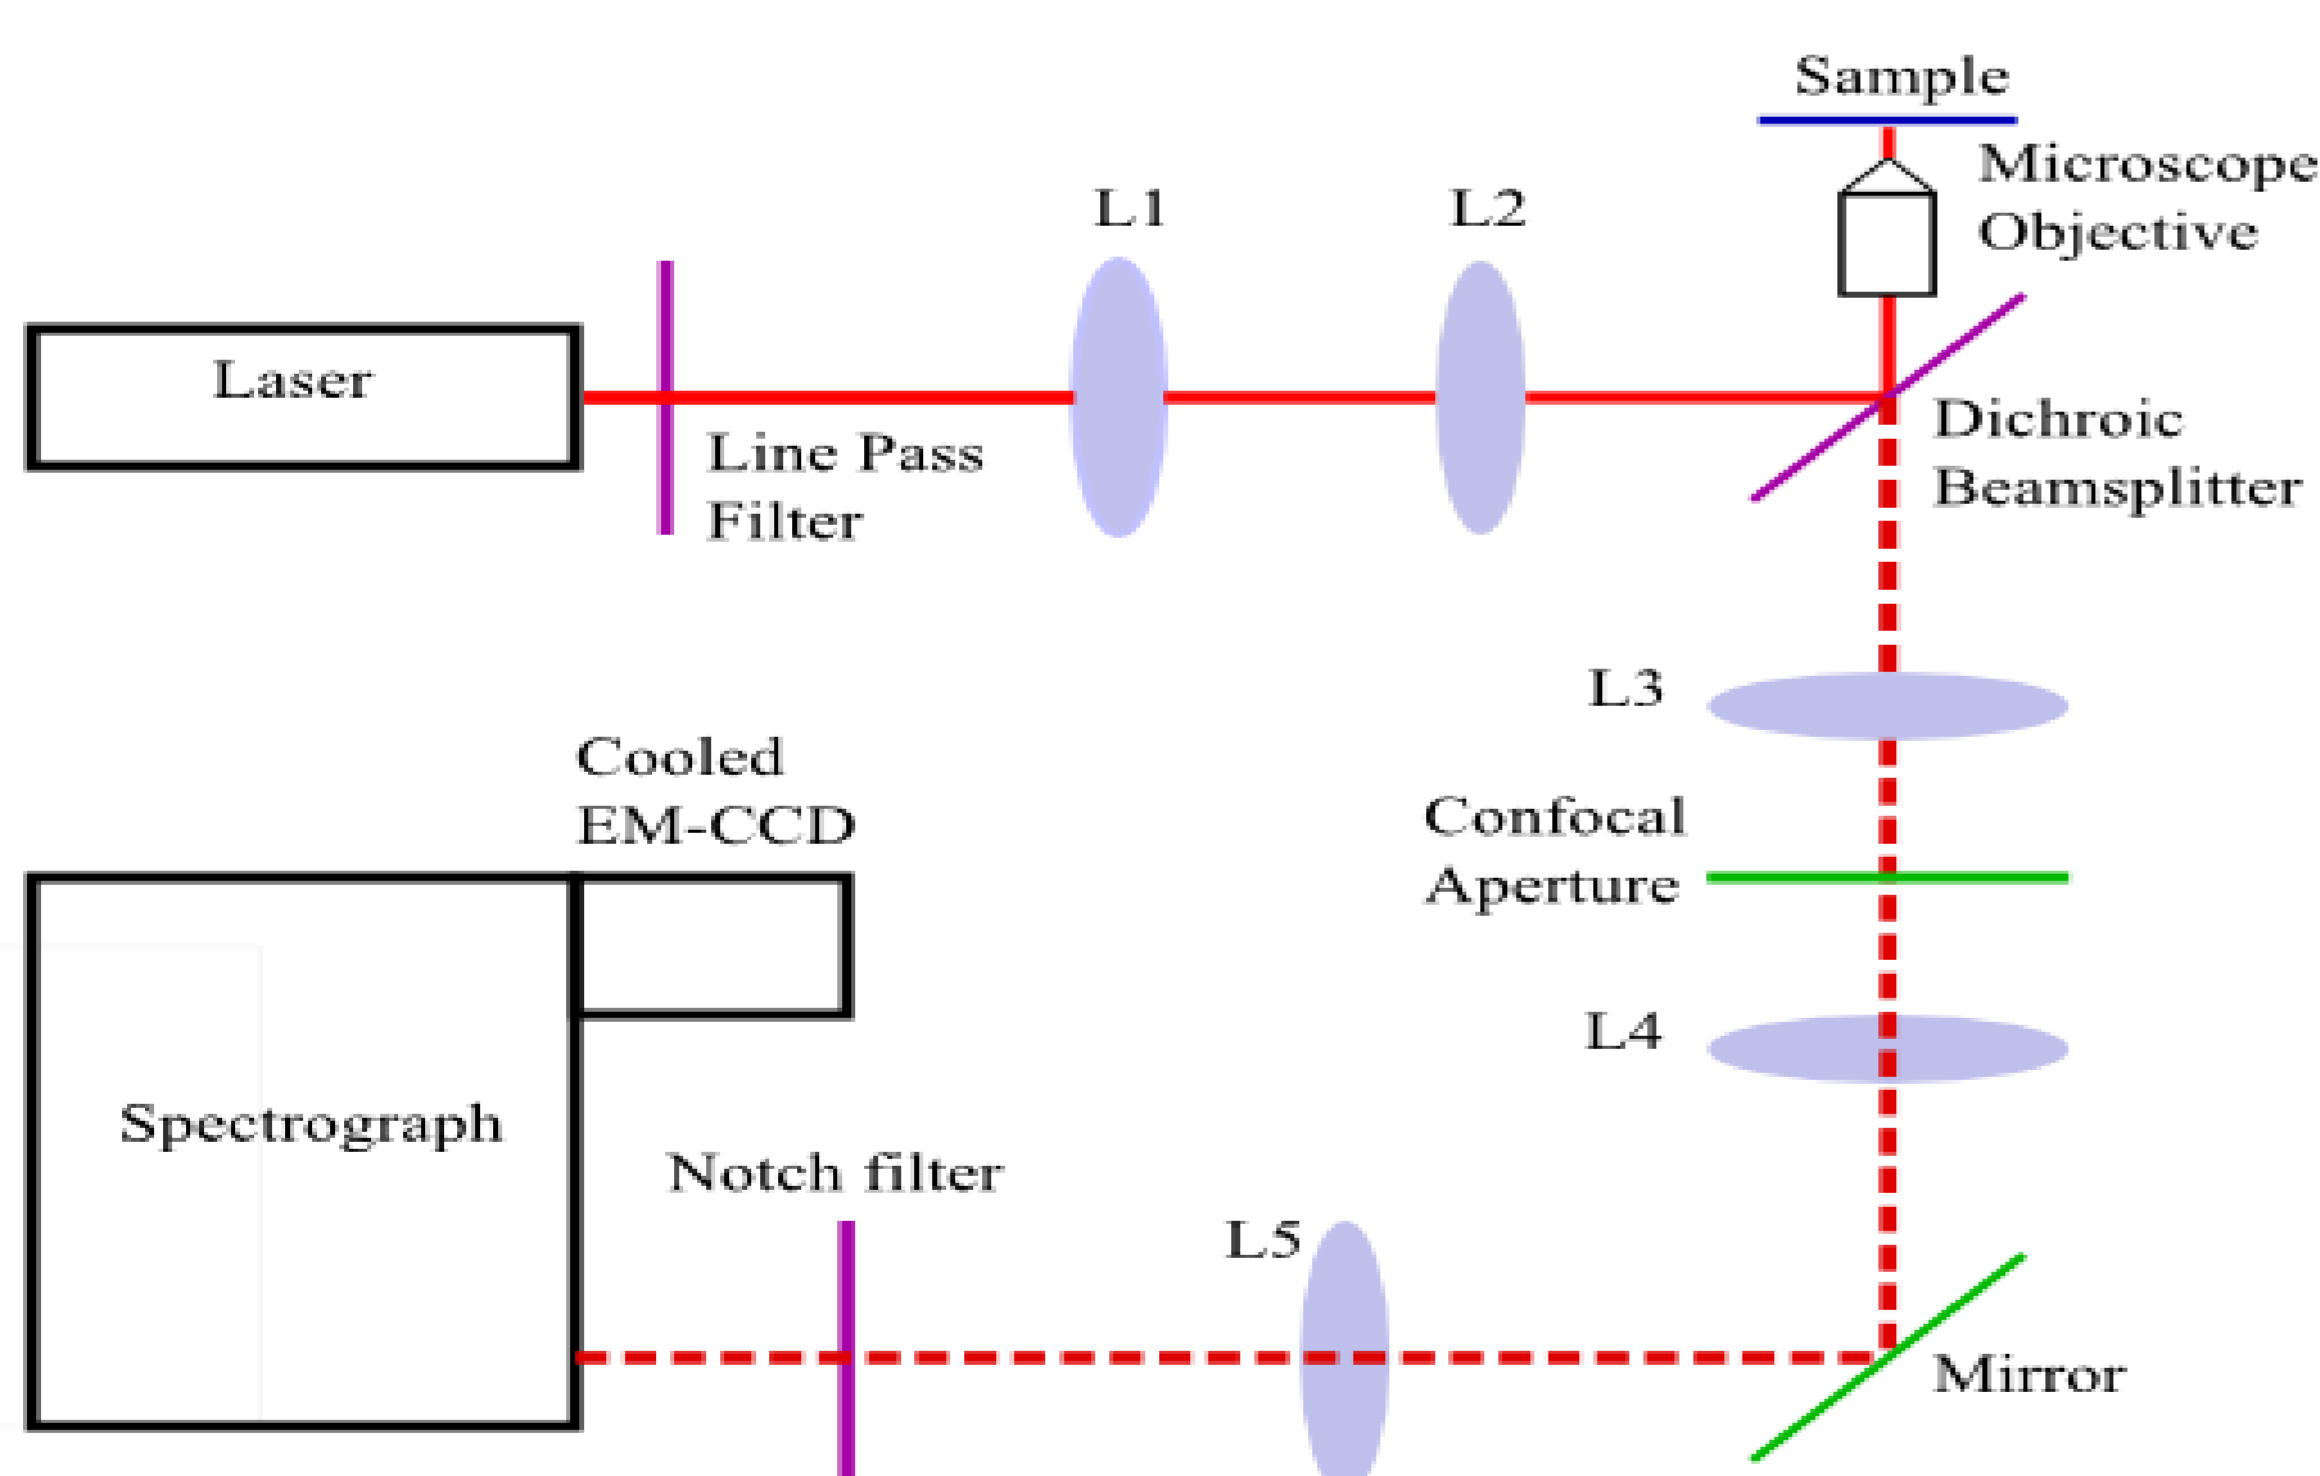 Sample
Microscope
Objective
L1
L2
Laser
Line Pass
Filter
Dichroic
Beamsplitter
L3
Cooled
EM-CCD
Confocal
Aperture
L4
Spectrograph
Notch filter
L5
Mirror